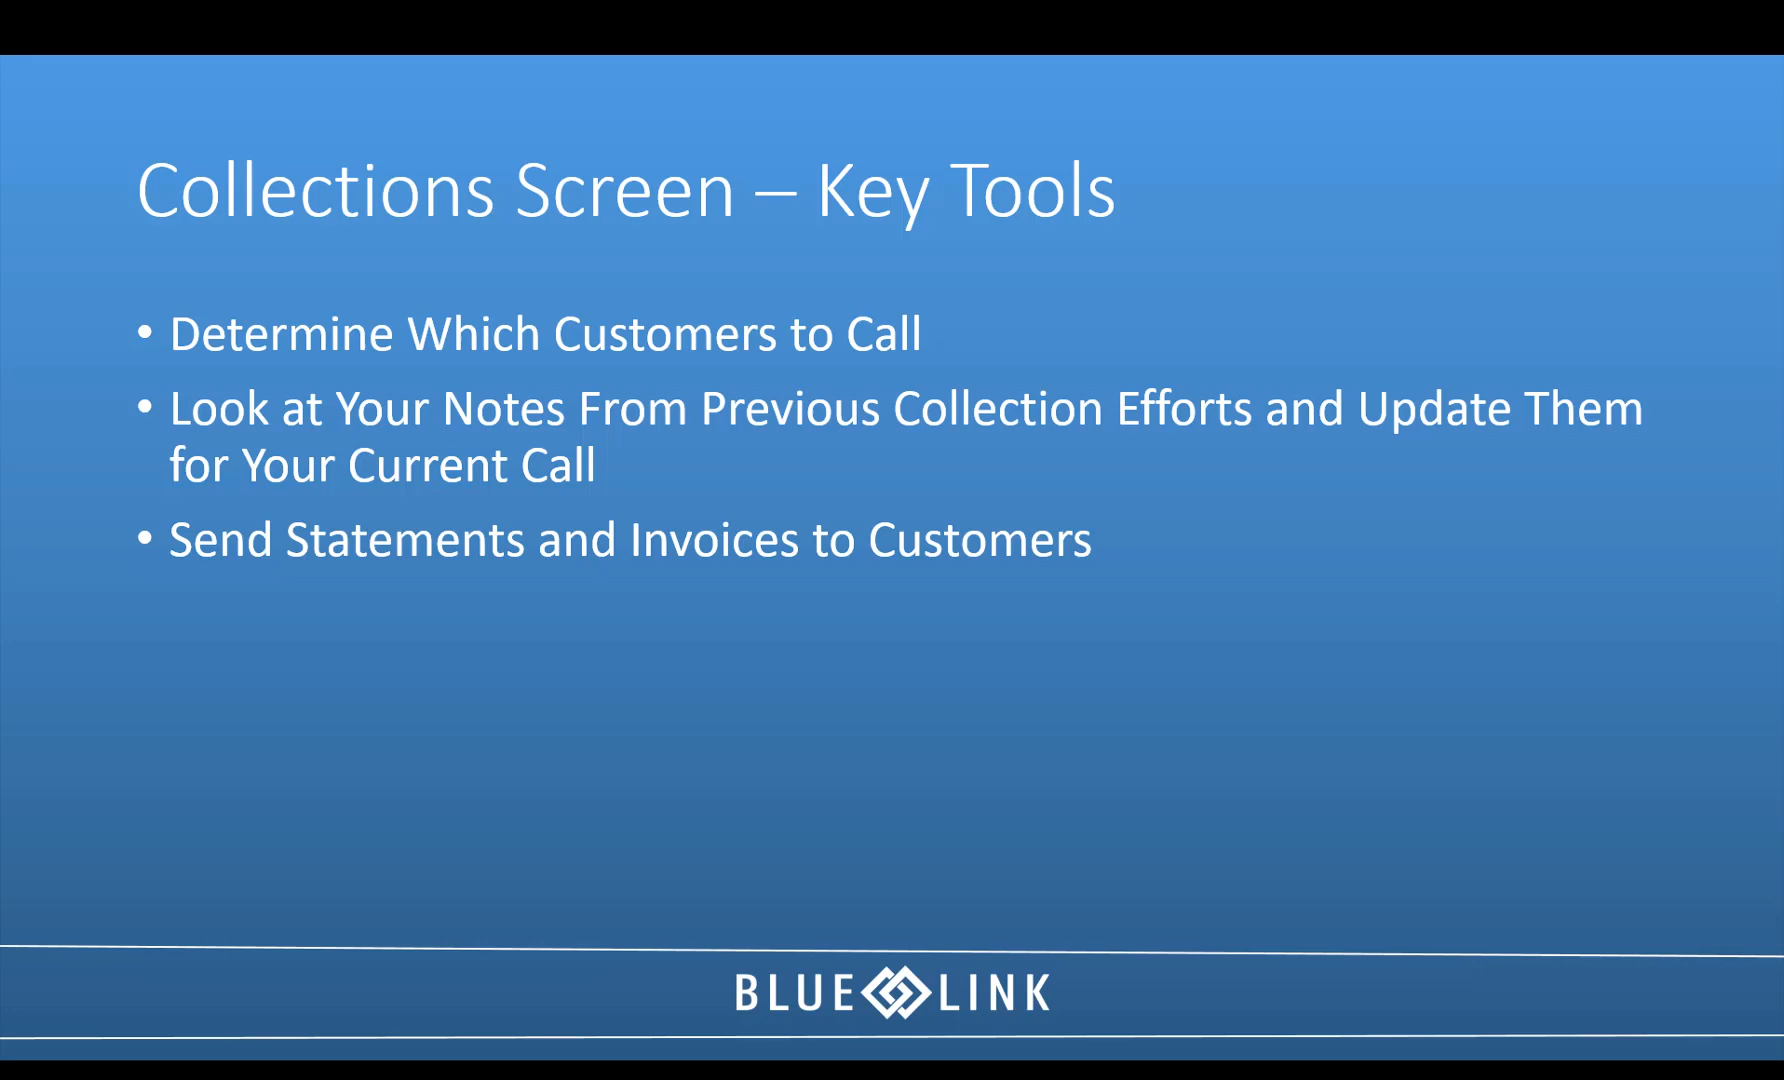 Collections Screen – Key Tools
• Determine Which Customers to Call
• Look at Your Notes From Previous Collection Efforts and Update Them
for Your Current Call
• Send Statements and Invoices to Customers
BLUE LINK